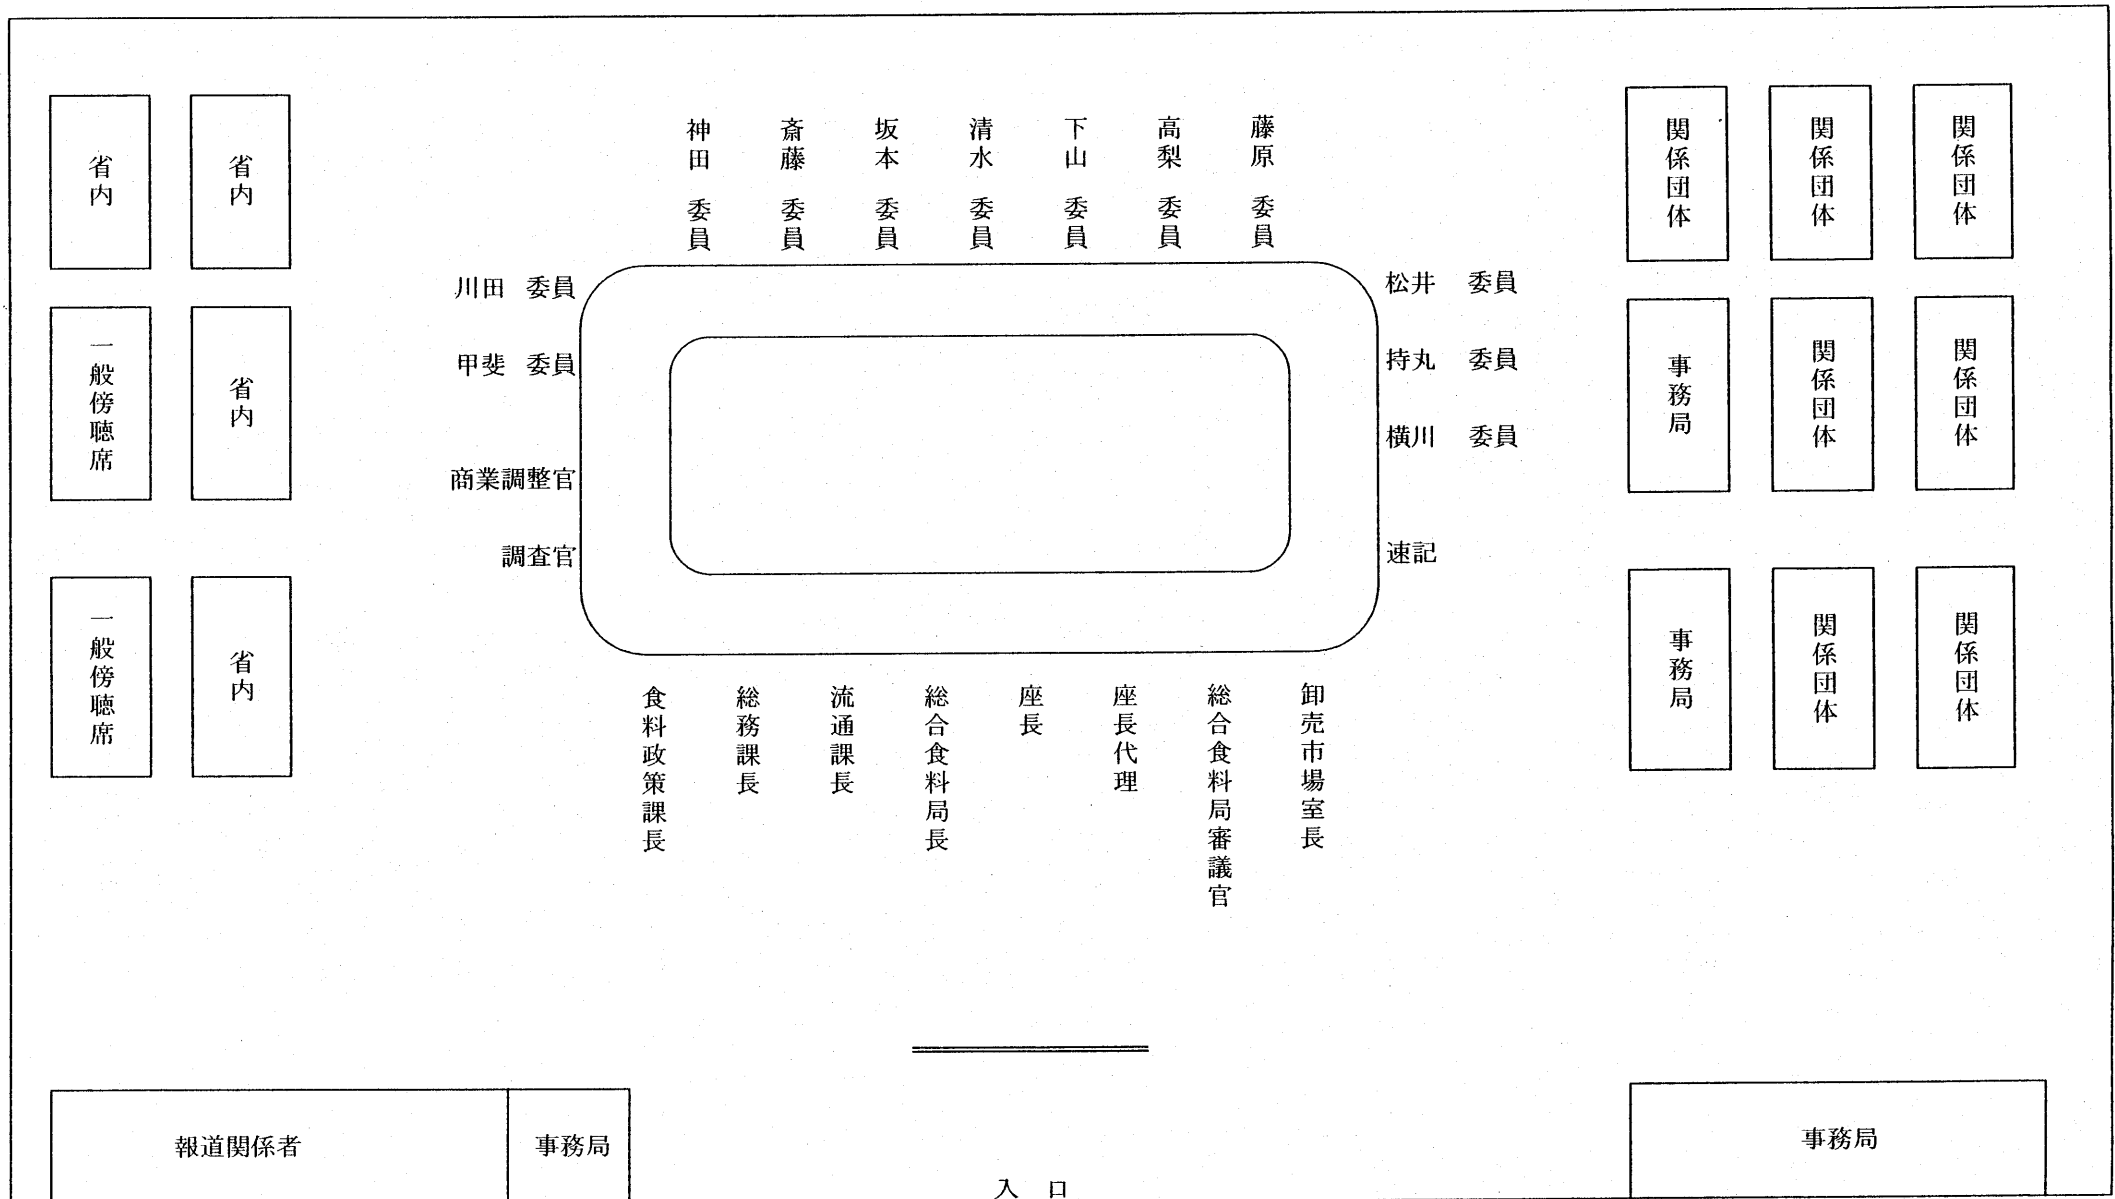 省内
省内
神田 委員
斎藤 委員
坂本 委員
清水 委員
下山 委員
高梨 委員
藤原 委員
関係団体
関係団体
関係団体
川田 委員
甲斐 委員
商業調整官
調査官
松井 委員
持丸 委員
横川 委員
速記
一般傍聴席
省内
事務局
関係団体
関係団体
一般傍聴席
省内
事務局
関係団体
関係団体
食料政策課長
総務課長
流通課長
総合食料局長
座長
座長代理
総合食料局審議官
卸売市場室長
報道関係者
事務局
入 口
事務局